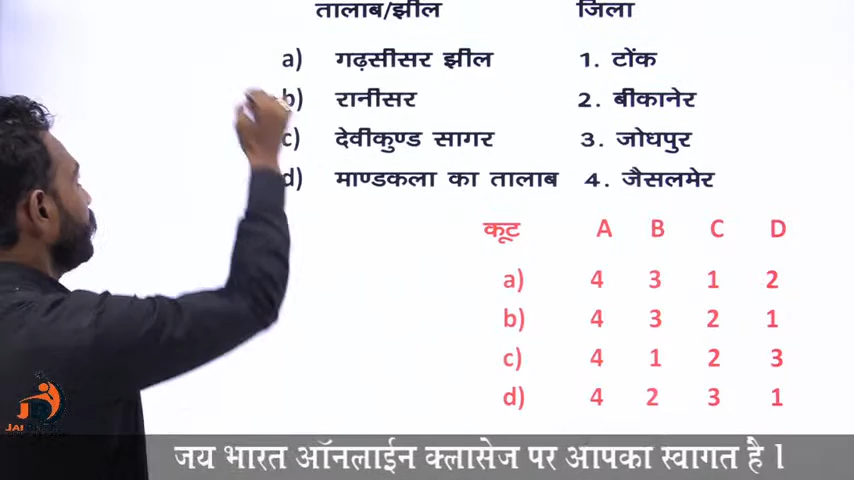 तालाब/झील जिला
a) गढ़सीसर झील 1. टोंक
b) रानीसर 2. बीकानेर
c) देवीकुण्ड सागर 3. जोधपुर
d) माण्डकला का तालाब 4. जैसलमेर
कूट A B C D
a) 4 3 1 2
b) 4 3 2 1
c) 4 1 2 3
d) 4 2 3 1
जय भारत ऑनलाईन क्लासेज पर आपका स्वागत है l